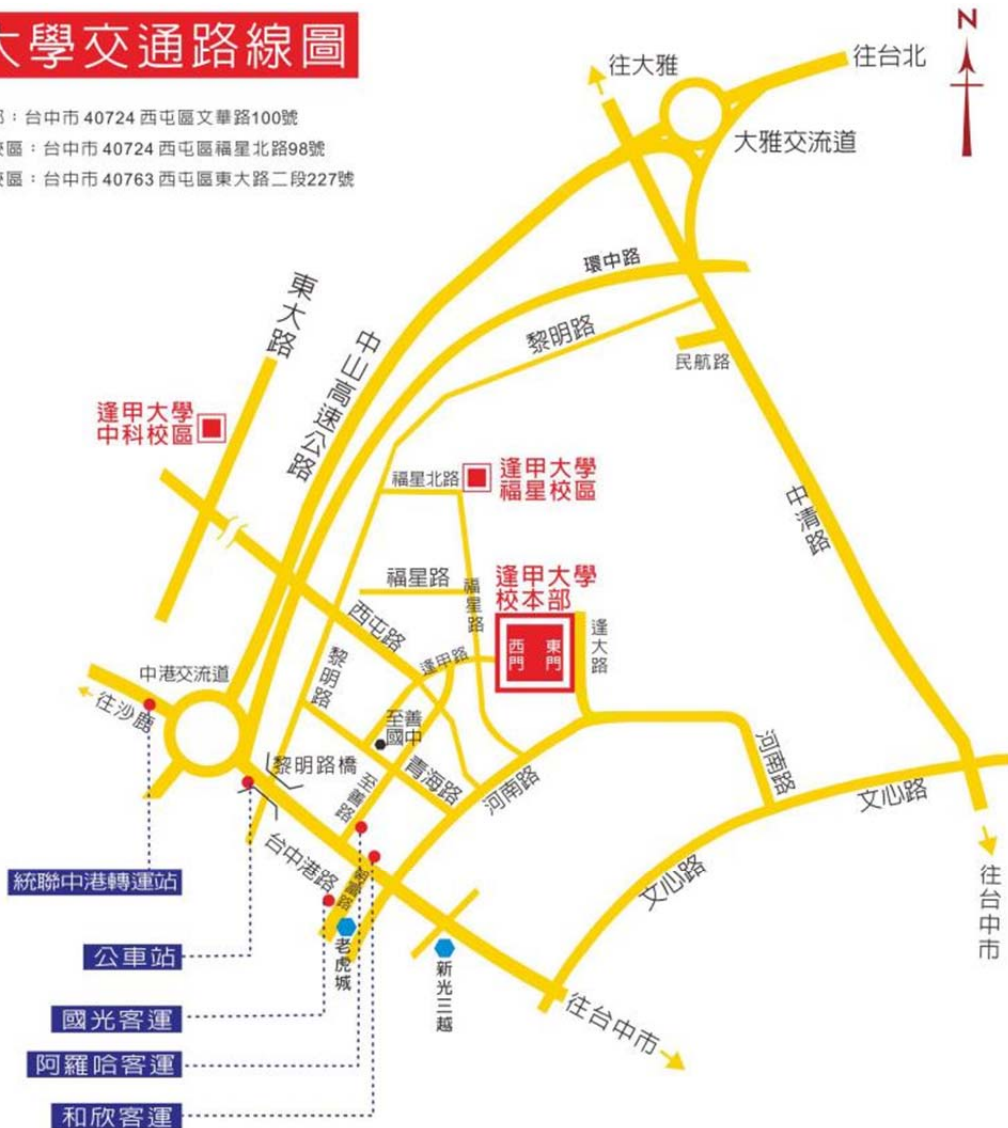 大學交通路線圖
部：台中市 40724 西屯區文華路100號
校區：台中市 40724 西屯區福星北路98號
校區：台中市 40763 西屯區東大路二段227號
N
往大雅
往台北
大雅交流道
環中路
東大路
中山高速公路
黎明路
民航路
逢甲大學
中科校區
福星北路
逢甲大學
福星校區
中清路
福星路
福星路
逢甲大學
校本部
西門
東門
逢大路
西屯路
逢甲路
黎明路
中港交流道
往沙鹿
至善
國中
黎明路橋
青海路
至善路
河南路
河南路
文心路
文心路
台中港路
朝富路
往台中市
統聯中港轉運站
公車站
老虎城
新光三越
國光客運
往台中市
阿羅哈客運
和欣客運